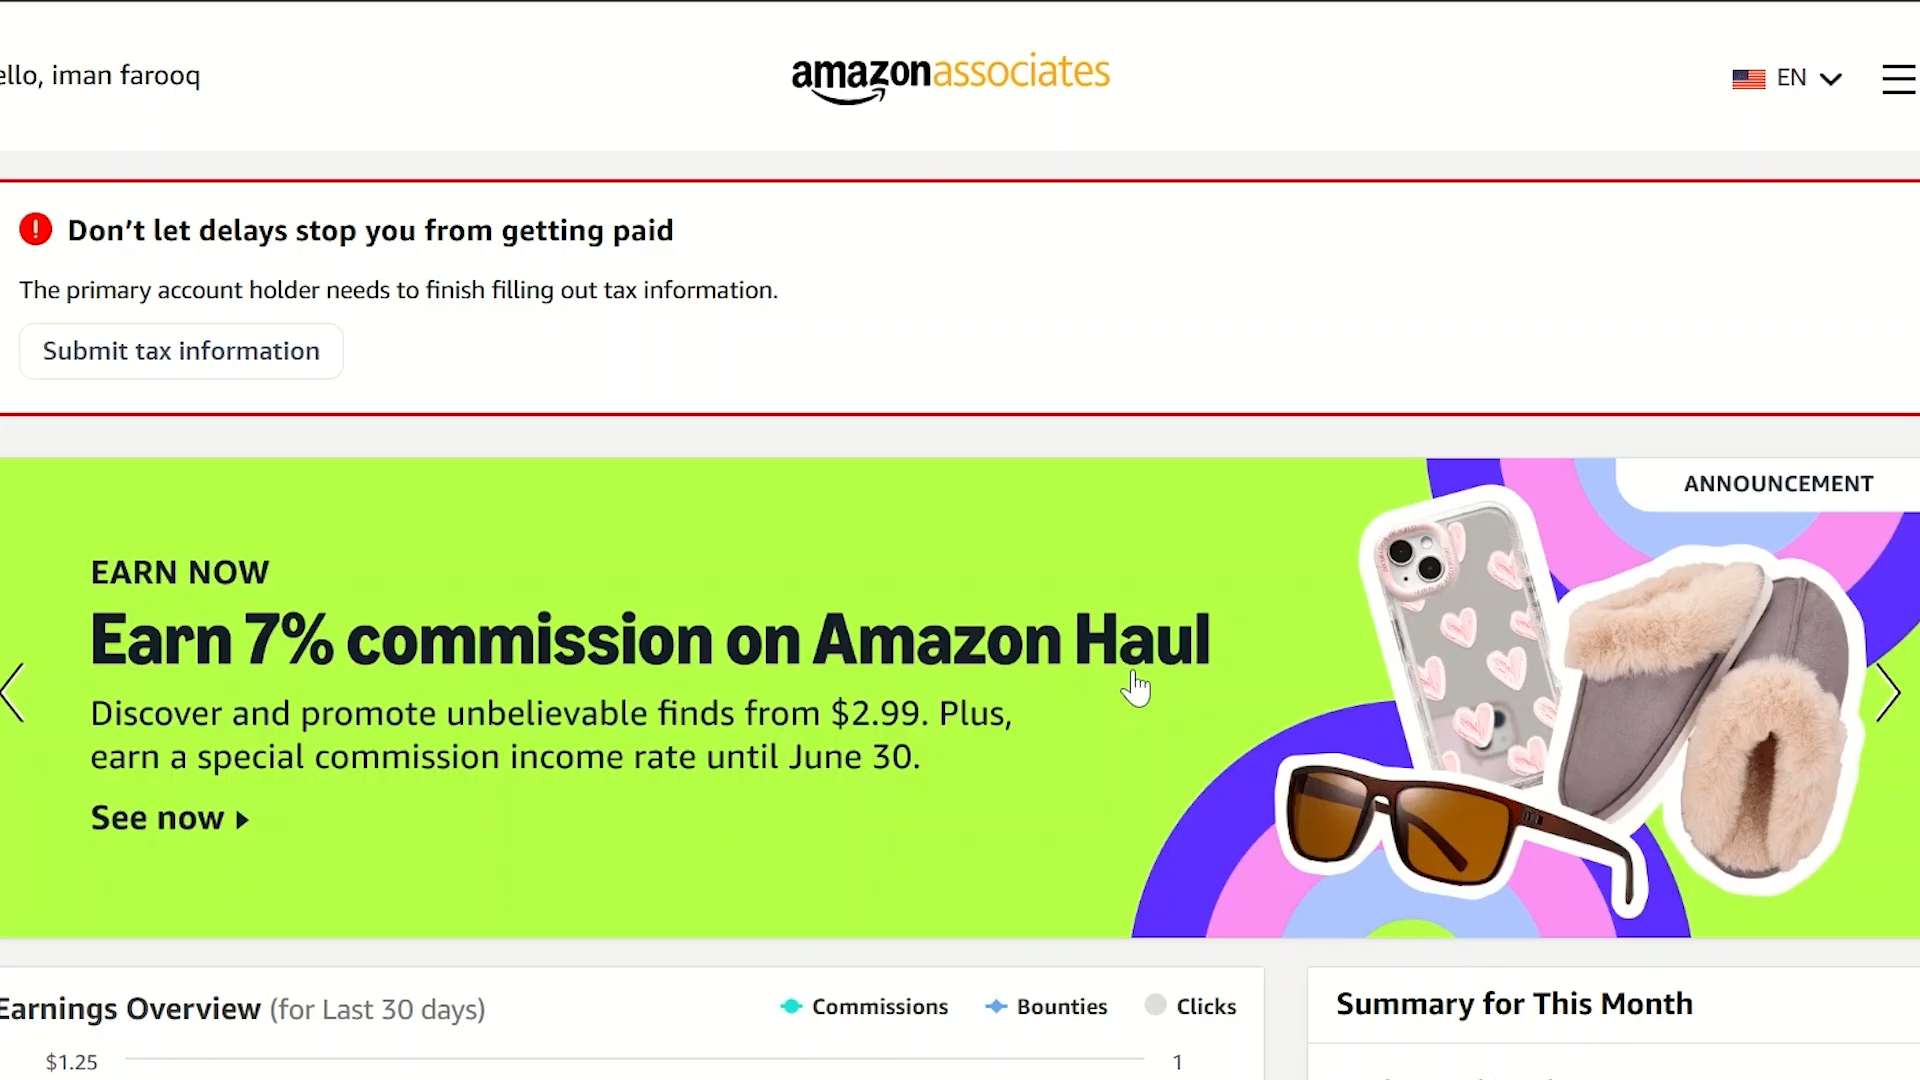 ello, iman farooq
amazonassociates
EN
Don’t let delays stop you from getting paid
The primary account holder needs to finish filling out tax information.
Submit tax information
ANNOUNCEMENT
EARN NOW
Earn 7% commission on Amazon Haul
Discover and promote unbelievable finds from $2.99. Plus,
earn a special commission income rate until June 30.
See now
Earnings Overview (for Last 30 days)
Commissions
Bounties
Clicks
$1.25
1
Summary for This Month